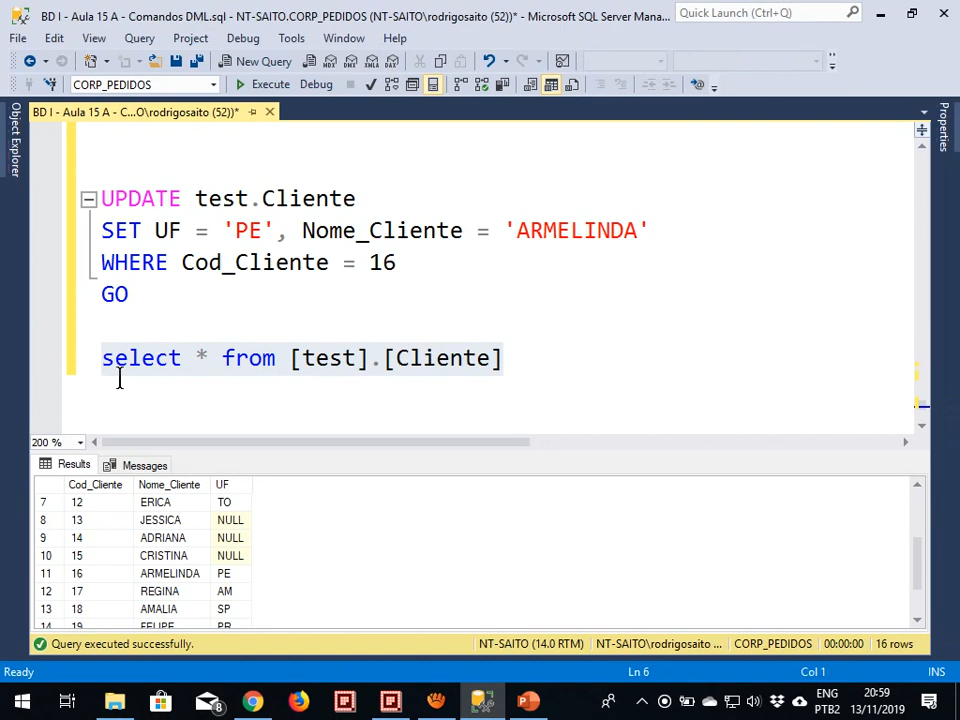 BD I - Aula 15 A - Comandos DML.sql - NT-SAITO.CORP_PEDIDOS (NT-SAITO\rodrigosaito (52))* - Microsoft SQL Server Mana...
Quick Launch (Ctrl+Q)
File Edit View Query Project Debug Tools Window Help
New Query
CORP_PEDIDOS Execute Debug
BD I - Aula 15 A - C...O\rodrigosaito (52))*
Object Explorer
Properties
UPDATE test.Cliente
SET UF = 'PE', Nome_Cliente = 'ARMELINDA'
WHERE Cod_Cliente = 16
GO
select * from [test].[Cliente]
200 %
Results Messages
Cod_Cliente Nome_Cliente UF
7 12 ERICA TO
8 13 JESSICA NULL
9 14 ADRIANA NULL
10 15 CRISTINA NULL
11 16 ARMELINDA PE
12 17 REGINA AM
13 18 AMALIA SP
14 19 FELIPE PR
Query executed successfully. NT-SAITO (14.0 RTM) NT-SAITO\rodrigosaito ... CORP_PEDIDOS 00:00:00 16 rows
Ready Ln 6 Col 1 INS
8
ENG
PTB2
20:59
13/11/2019